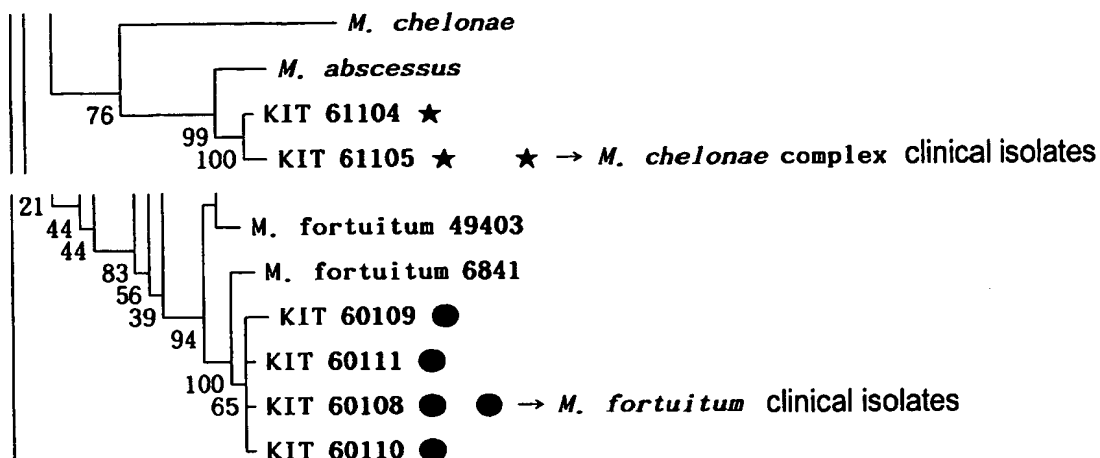 M. chelonae
M. abscessus
76
KIT 61104 ★
99
KIT 61105 ★ ★ → M. chelonae complex clinical isolates
100
21
44
M. fortuitum 49403
44
83
M. fortuitum 6841
56
39
KIT 60109 ●
94
KIT 60111 ●
100
65
KIT 60108 ● ● → M. fortuitum clinical isolates
KIT 60110 ●